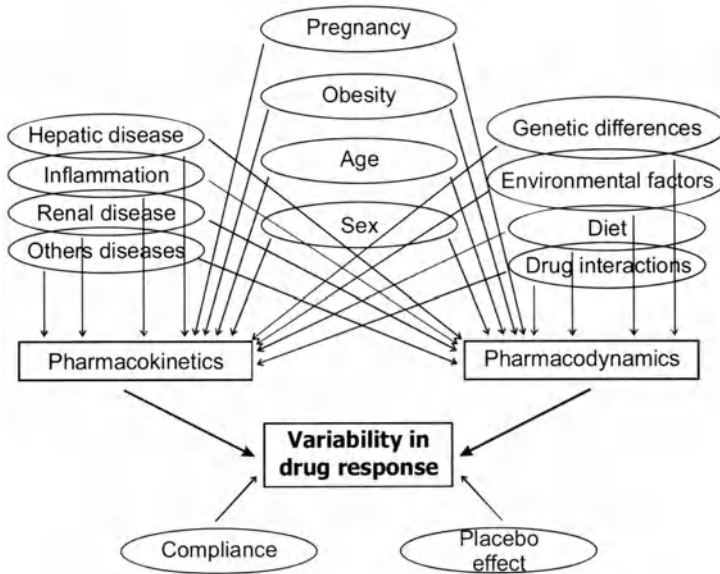 Pregnancy
Obesity
Age
Sex
Hepatic disease
Inflammation
Renal disease
Others diseases
Genetic differences
Environmental factors
Diet
Drug interactions
Pharmacokinetics
Pharmacodynamics
Variability in
drug response
Compliance
Placebo
effect